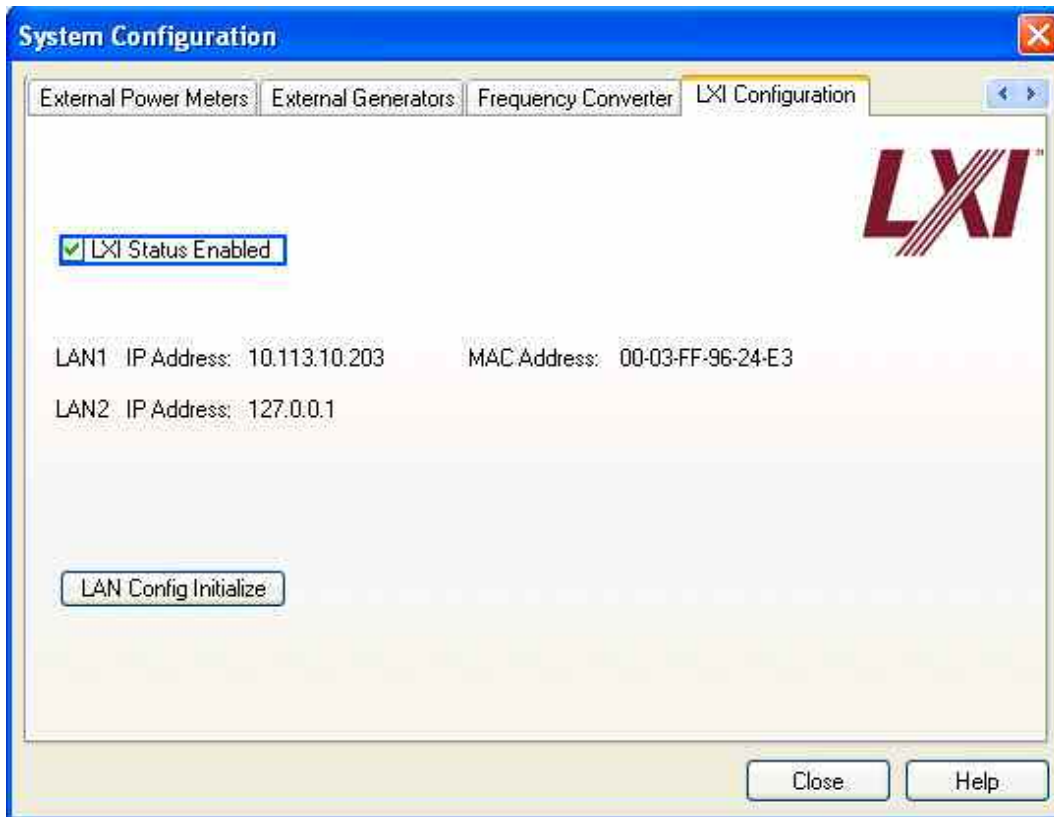 System Configuration
External Power Meters External Generators Frequency Converter LXI Configuration
LXI™
LXI Status Enabled
LAN1 IP Address: 10.113.10.203 MAC Address: 00-03-FF-96-24-E3
LAN2 IP Address: 127.0.0.1
LAN Config Initialize
Close Help